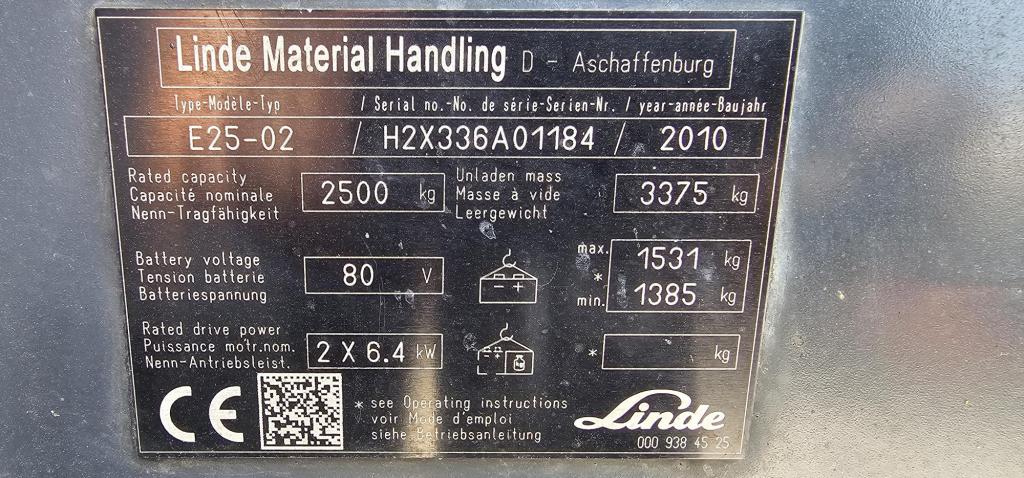 Linde Material Handling D - Aschaffenburg
Type-Modèle-Typ / Serial no.-No. de série-Serien-Nr. / year-année-Baujahr
E25-02 / H2X336A01184 / 2010
Rated capacity
Capacité nominale
Nenn-Tragfähigkeit
2500 kg
Unladen mass
Masse à vide
Leergewicht
3375 kg
Battery voltage
Tension batterie
Batteriespannung
80 V
- +
max. 1531 kg
*
min. 1385 kg
Rated drive power
Puissance motr.nom.
Nenn-Antriebsleist.
2 X 6.4 kW
* kg
CE
* see Operating instructions
voir Mode d'emploi
siehe Betriebsanleitung
Linde
000 938 45 25